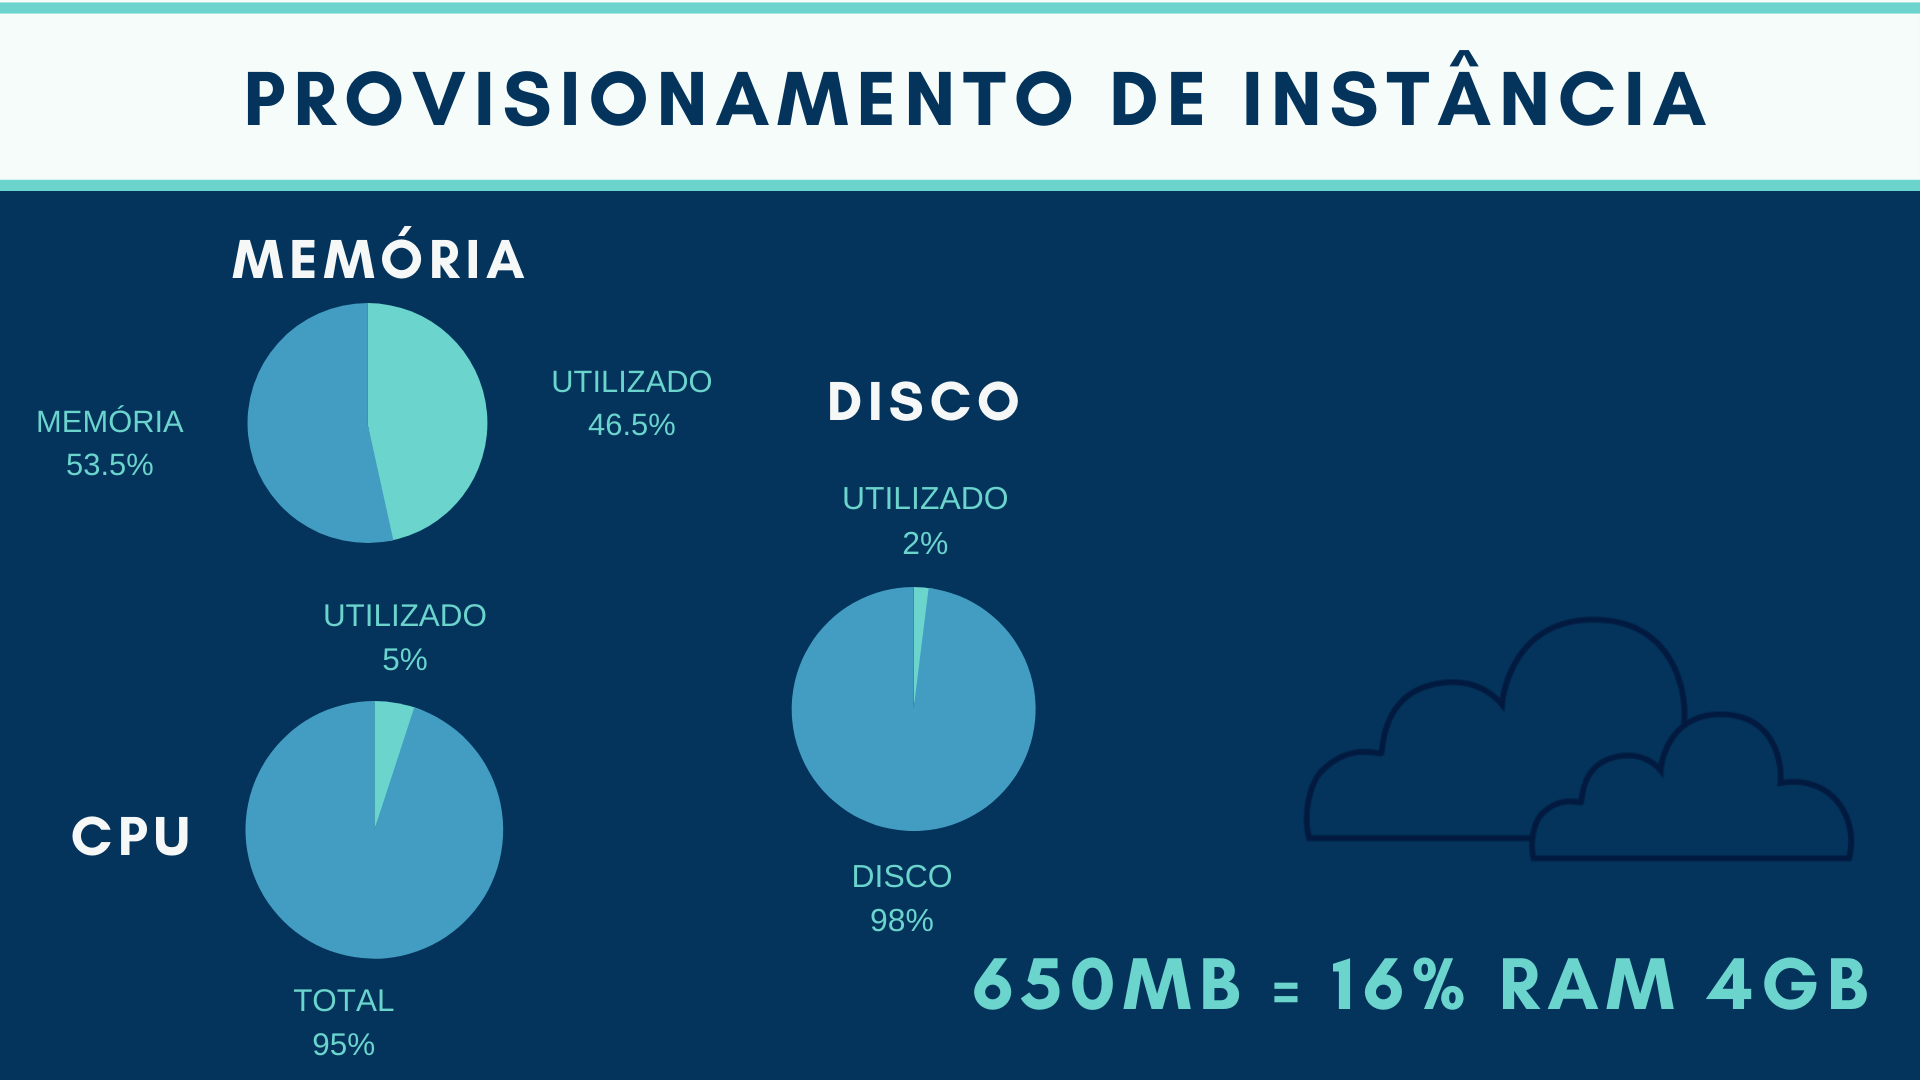 PROVISIONAMENTO DE INSTÂNCIA
MEMÓRIA
UTILIZADO
46.5%
MEMÓRIA
53.5%
UTILIZADO
5%
CPU
TOTAL
95%
DISCO
UTILIZADO
2%
DISCO
98%
650MB = 16% RAM 4GB